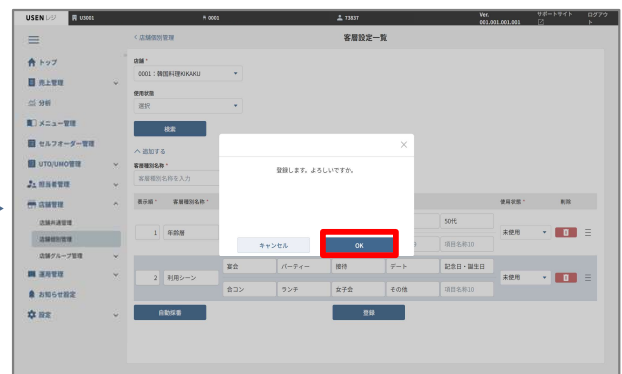 USEN レジ U3001 0001 73837 Ver. 001.001.001.001 サポートサイト ログアウト
トップ
売上管理
分析
メニュー管理
セルフオーダー管理
UTO/UMO管理
担当者管理
店舗管理
店舗共通管理
店舗個別管理
店舗グループ管理
運用管理
お知らせ設定
設定
< 店舗個別管理 客層設定一覧
店舗 *
0001：韓国料理KIKAKU
使用状態
選択
検索
追加する
客層種別名称 *
客層種別名称を入力
登録します。よろしいですか。
キャンセル OK
表示順 * 客層種別名称 * 使用状態 * 削除
1 年齢層 50代 未使用
項目名称10
2 利用シーン 宴会 パーティー 接待 デート 記念日・誕生日 未使用
合コン ランチ 女子会 その他 項目名称10
自動採番 登録